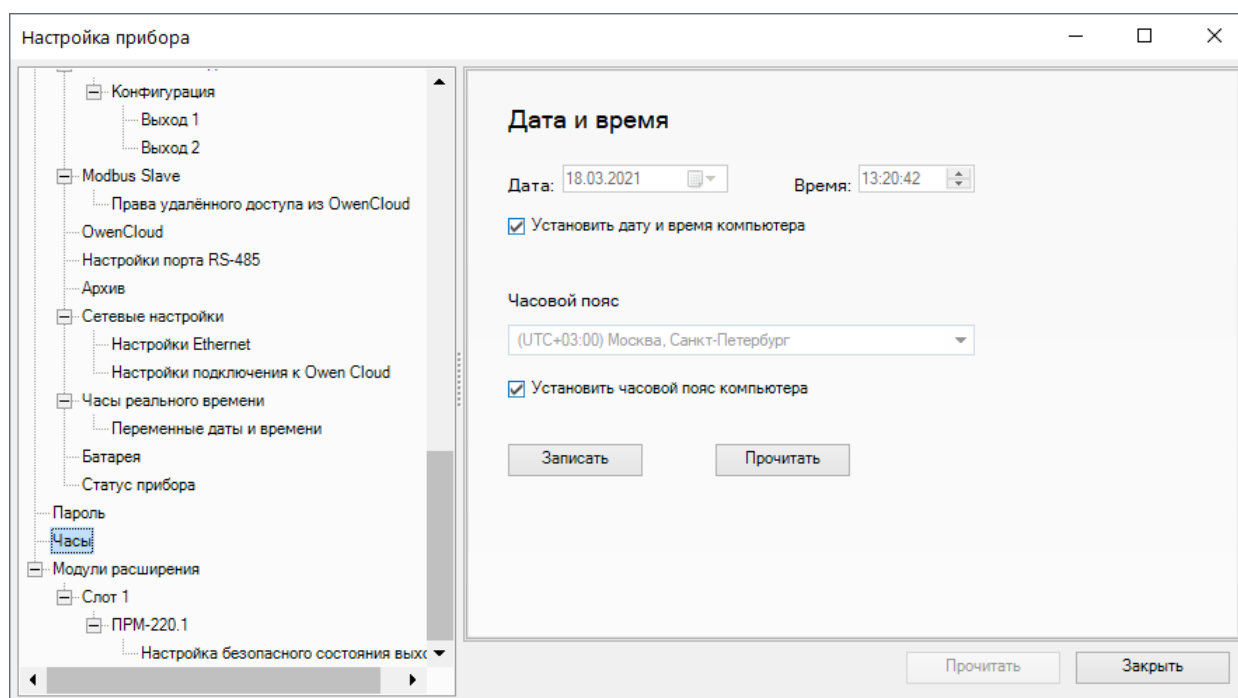 Настройка прибора
Конфигурация
Выход 1
Выход 2
Modbus Slave
Права удалённого доступа из OwenCloud
OwenCloud
Настройки порта RS-485
Архив
Сетевые настройки
Настройки Ethernet
Настройки подключения к Owen Cloud
Часы реального времени
Переменные даты и времени
Батарея
Статус прибора
Пароль
Часы
Модули расширения
Слот 1
ПРМ-220.1
Настройка безопасного состояния
Дата и время
Дата: 18.03.2021 Время: 13:20:42
Установить дату и время компьютера
Часовой пояс
(UTC+03:00) Москва, Санкт-Петербург
Установить часовой пояс компьютера
Записать Прочитать
Прочитать Закрыть